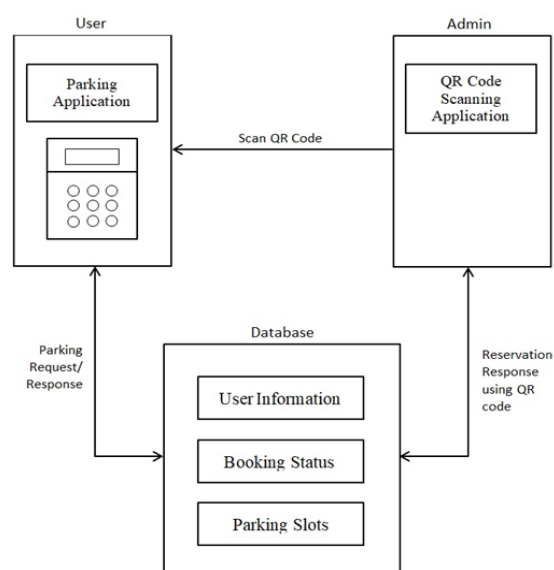 User
Parking
Application
Admin
QR Code
Scanning
Application
Scan QR Code
Parking
Request/
Response
Database
User Information
Booking Status
Parking Slots
Reservation
Response
using QR
code